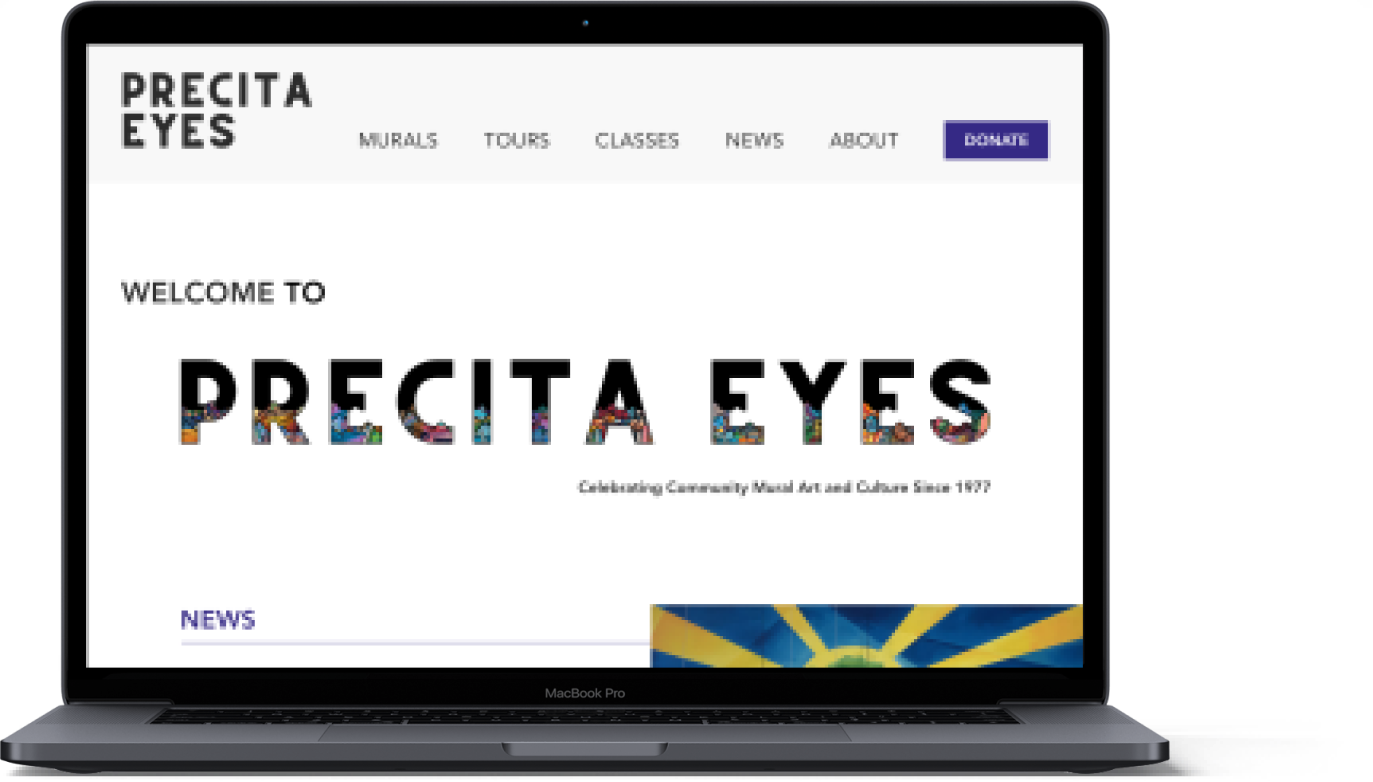 PRECITA
EYES
MURALS TOURS CLASSES NEWS ABOUT DONATE
WELCOME TO
PRECITA EYES
Celebrating Community Mural Art and Culture Since 1977
NEWS
MacBook Pro